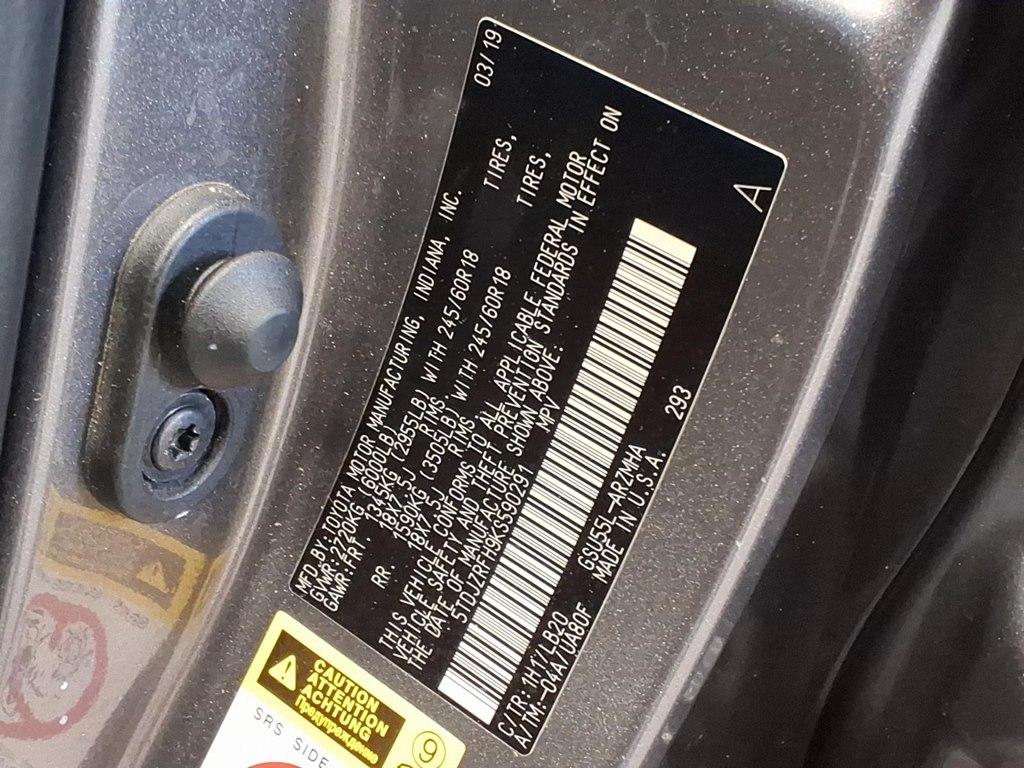 MFD.BY:TOYOTA MOTOR MANUFACTURING, INDIANA, INC. 03/19
GVWR:2720KG (6000LB)
GAWR:FRT. 1345KG (2955LB) WITH 245/60R18 TIRES,
18X7.5J RIMS
RR. 1590KG (3505LB) WITH 245/60R18 TIRES,
18X7.5J RIMS
THIS VEHICLE CONFORMS TO ALL APPLICABLE FEDERAL MOTOR
VEHICLE SAFETY AND THEFT PREVENTION STANDARDS IN EFFECT ON
THE DATE OF MANUFACTURE SHOWN ABOVE.
5TDJZRFH9KS590291 MPV
C/TR:1H1/LB20 GSU55L-ARZMHA 293 A
A/TM:-04A/UA80F MADE IN U.S.A.
CAUTION
ATTENTION
ACHTUNG
Предупреждение
SRS SIDE
9